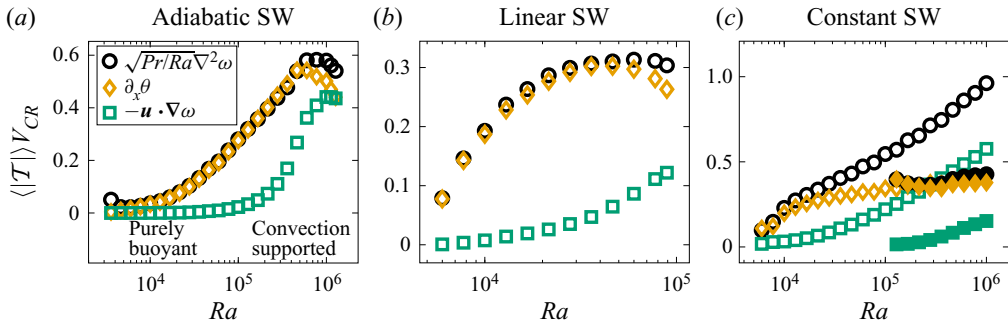 (a) Adiabatic SW
(b) Linear SW
(c) Constant SW
⟨|𝒯|⟩ V_CR
0.6
0.4
0.2
0
√Pr/Ra ∇²ω
∂ₓθ
−u · ∇ω
Purely buoyant
Convection supported
10⁴ 10⁵ 10⁶
Ra
0.3
0.2
0.1
0
10⁴ 10⁵
Ra
1.0
0.5
0
10⁴ 10⁵ 10⁶
Ra